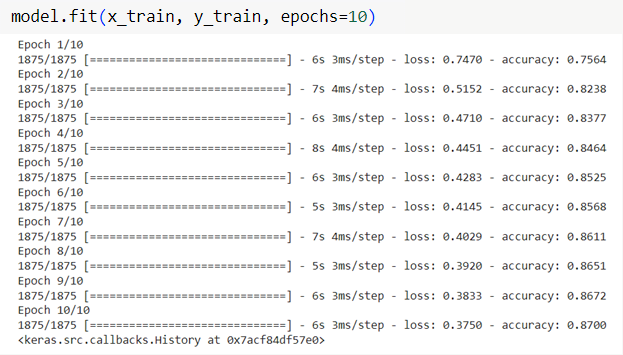 model.fit(x_train, y_train, epochs=10)
Epoch 1/10
1875/1875 [==============================] - 6s 3ms/step - loss: 0.7470 - accuracy: 0.7564
Epoch 2/10
1875/1875 [==============================] - 7s 4ms/step - loss: 0.5152 - accuracy: 0.8238
Epoch 3/10
1875/1875 [==============================] - 6s 3ms/step - loss: 0.4710 - accuracy: 0.8377
Epoch 4/10
1875/1875 [==============================] - 8s 4ms/step - loss: 0.4451 - accuracy: 0.8464
Epoch 5/10
1875/1875 [==============================] - 6s 3ms/step - loss: 0.4283 - accuracy: 0.8525
Epoch 6/10
1875/1875 [==============================] - 5s 3ms/step - loss: 0.4145 - accuracy: 0.8568
Epoch 7/10
1875/1875 [==============================] - 7s 4ms/step - loss: 0.4029 - accuracy: 0.8611
Epoch 8/10
1875/1875 [==============================] - 5s 3ms/step - loss: 0.3920 - accuracy: 0.8651
Epoch 9/10
1875/1875 [==============================] - 6s 3ms/step - loss: 0.3833 - accuracy: 0.8672
Epoch 10/10
1875/1875 [==============================] - 6s 3ms/step - loss: 0.3750 - accuracy: 0.8700
<keras.src.callbacks.History at 0x7acf84df57e0>